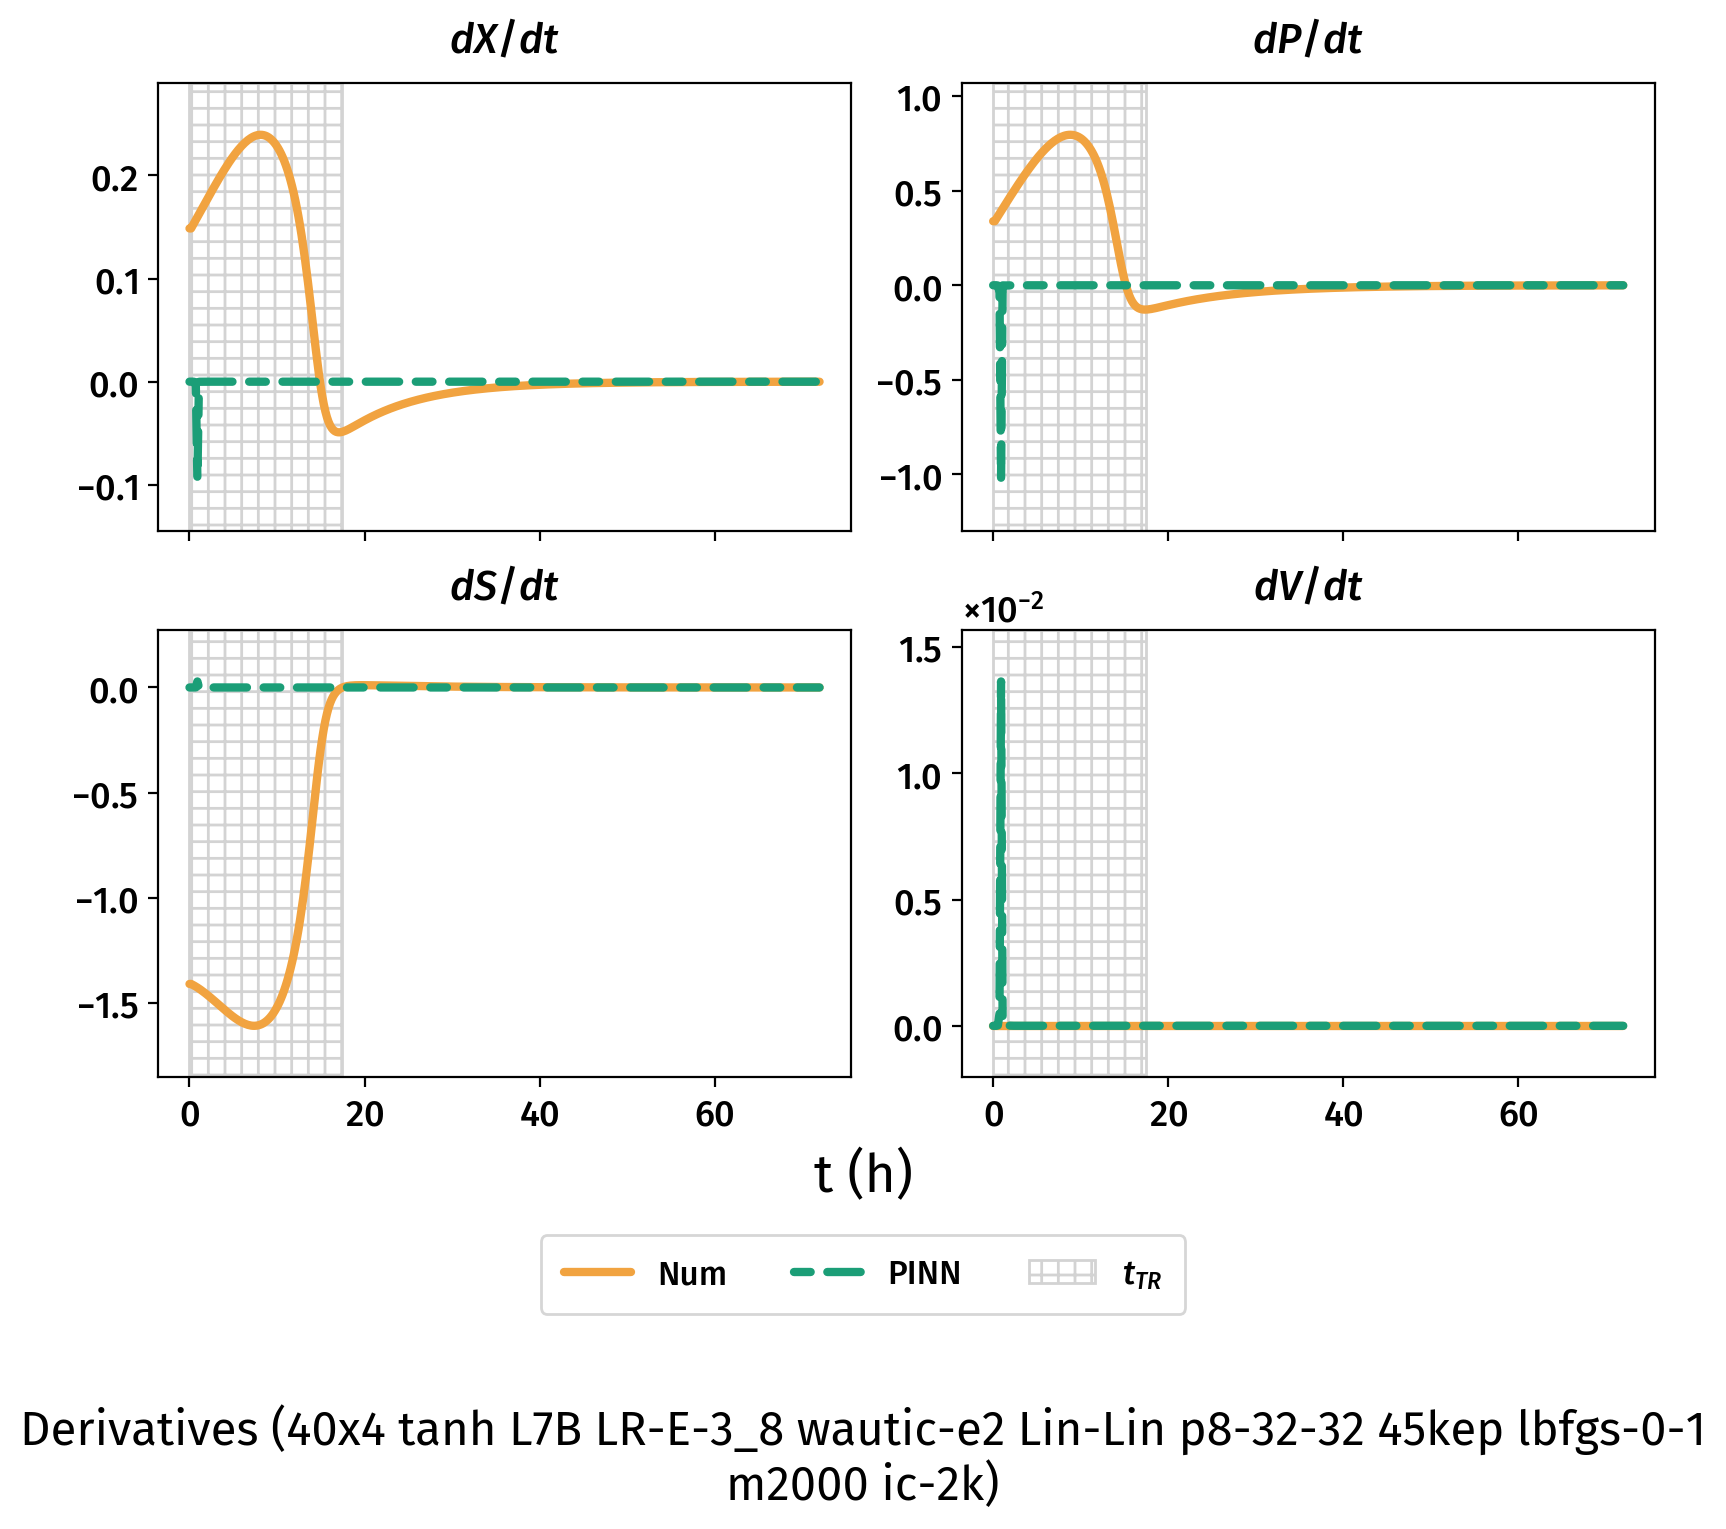 dX/dt
dP/dt
0.2
0.1
0.0
−0.1
1.0
0.5
0.0
−0.5
−1.0
dS/dt
dV/dt
×10⁻²
0.0
−0.5
−1.0
−1.5
1.5
1.0
0.5
0.0
0 20 40 60
0 20 40 60
t (h)
Num PINN t_TR
Derivatives (40x4 tanh L7B LR-E-3_8 wautic-e2 Lin-Lin p8-32-32 45kep lbfgs-0-1
m2000 ic-2k)